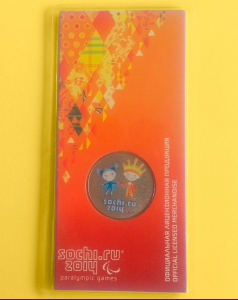 sochi.ru
2014
sochi.ru
2014
paralympic games
ОФИЦИАЛЬНАЯ ЛИЦЕНЗИОННАЯ ПРОДУКЦИЯ
OFFICIAL LICENSED MERCHANDISE